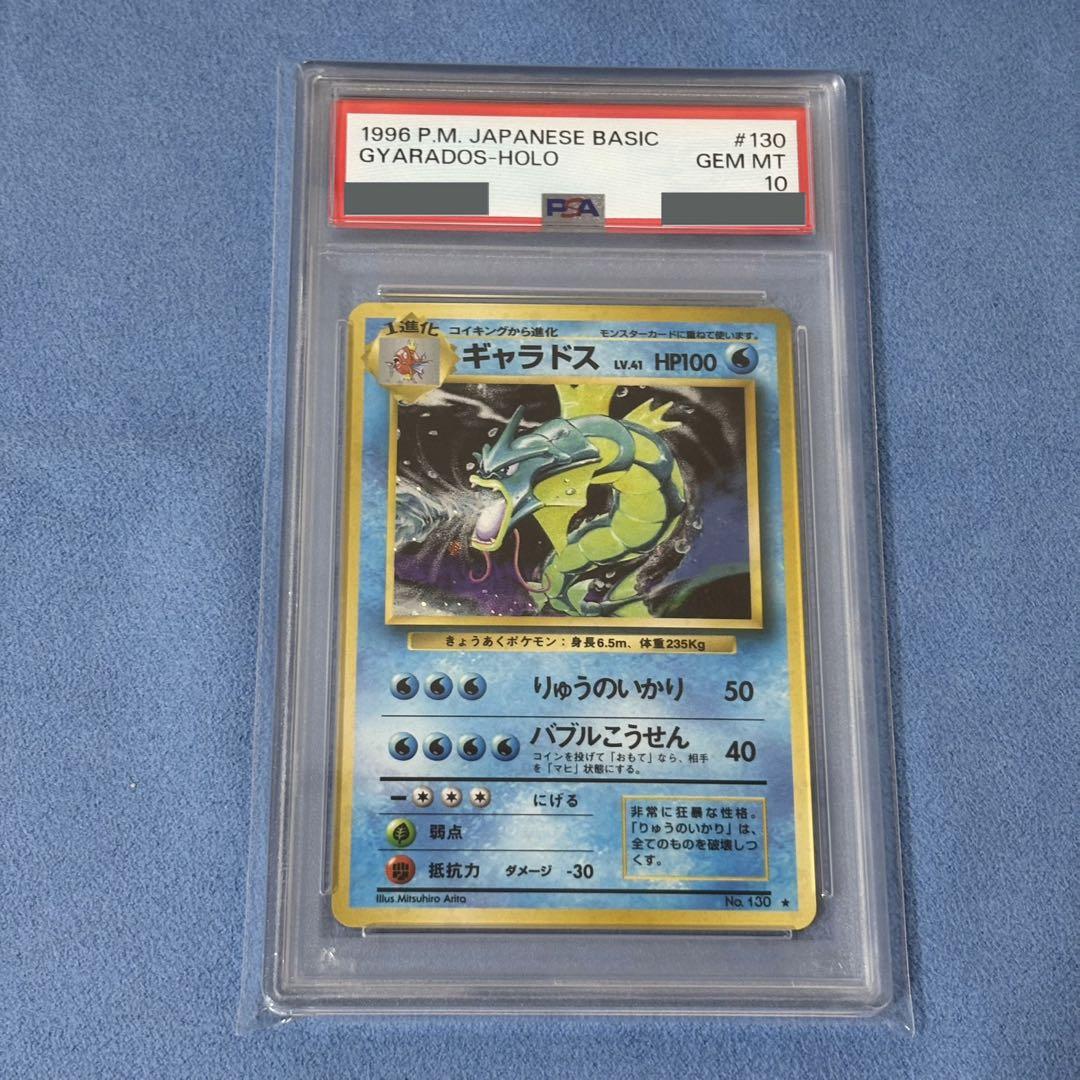 1996 P.M. JAPANESE BASIC #130
GYARADOS-HOLO GEM MT
10
PSA
1進化 コイキングから進化 モンスターカードに重ねて使います。
ギャラドス LV.41 HP100
きょうあくポケモン：身長6.5m、体重235Kg
りゅうのいかり 50
バブルこうせん 40
コインを投げて「おもて」なら、相手
を「マヒ」状態にする。
にげる
弱点
抵抗力 ダメージ -30
非常に狂暴な性格。
「りゅうのいかり」は、
全てのものを破壊しつ
くす。
Illus. Mitsuhiro Arita No. 130 ★